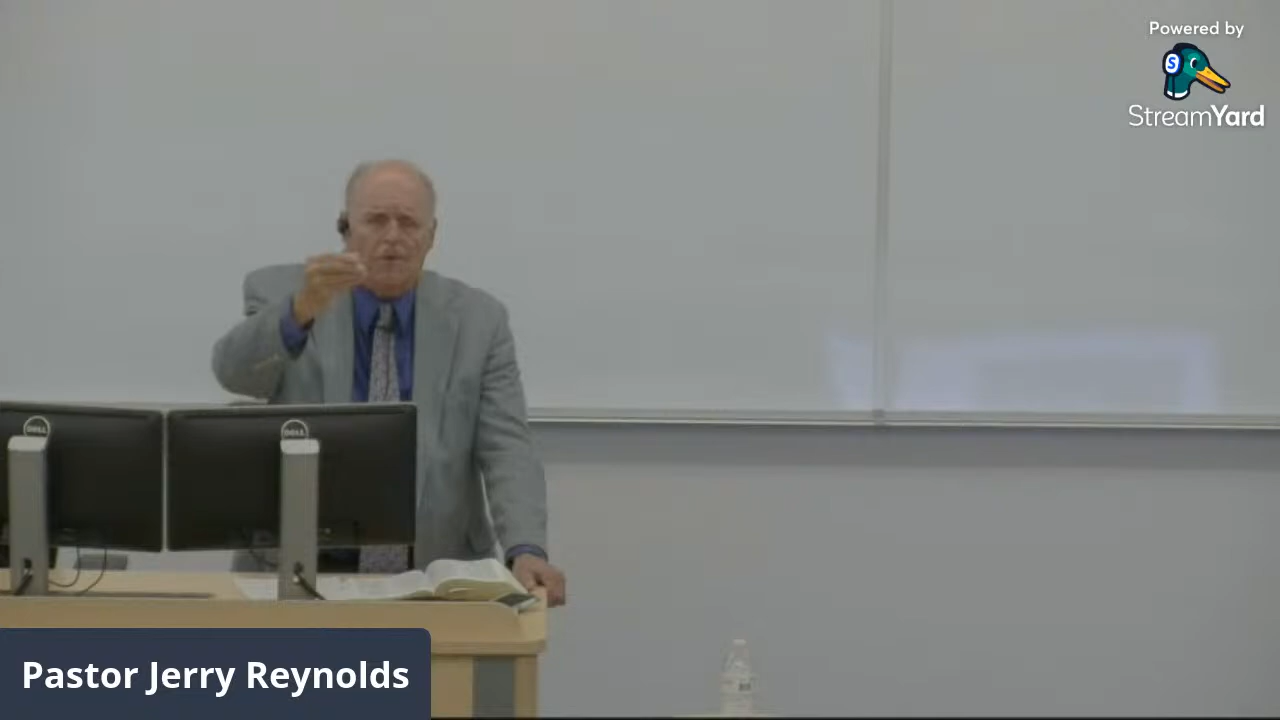 Powered by
S
StreamYard
DELL
DELL
Pastor Jerry Reynolds